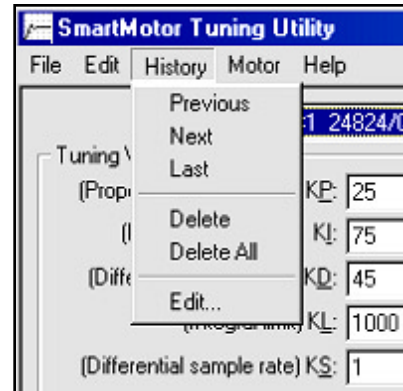 SmartMotor Tuning Utility
File Edit History Motor Help
Previous
Next
Last
Delete
Delete All
Edit...
:1 24824/0
Tuning
(Prop KP: 25
KI: 75
(Diffe KD: 45
KL: 1000
(Differential sample rate) KS: 1